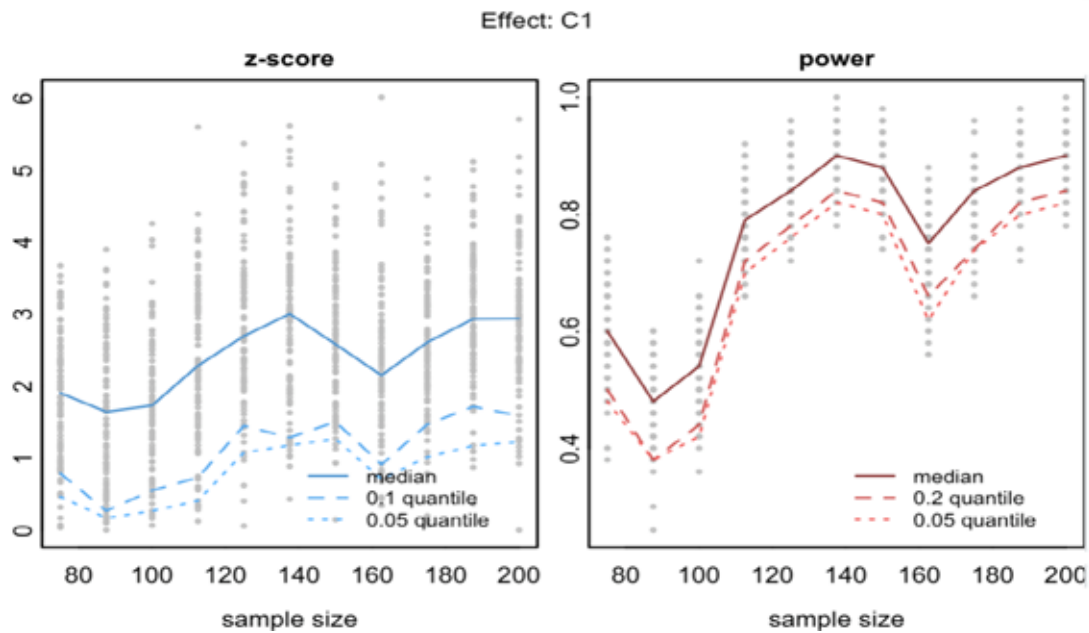 Effect: C1
z-score
6
5
4
3
2
1
0
median
0.1 quantile
0.05 quantile
80 100 120 140 160 180 200
sample size
power
1.0
0.8
0.6
0.4
median
0.2 quantile
0.05 quantile
80 100 120 140 160 180 200
sample size